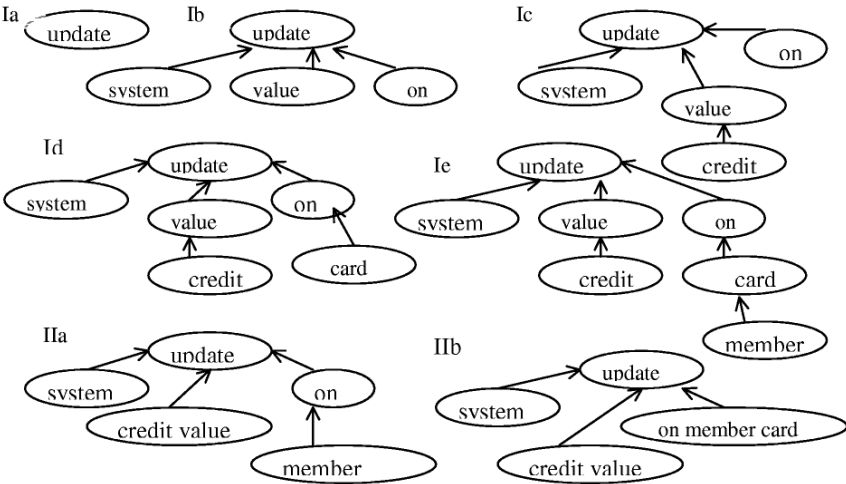 Ia
update
Ib
update
system
value
on
Ic
update
on
system
value
credit
Id
update
system
value
on
credit
card
Ie
update
system
value
on
credit
card
member
IIa
update
system
on
credit value
member
IIb
update
system
on member card
credit value